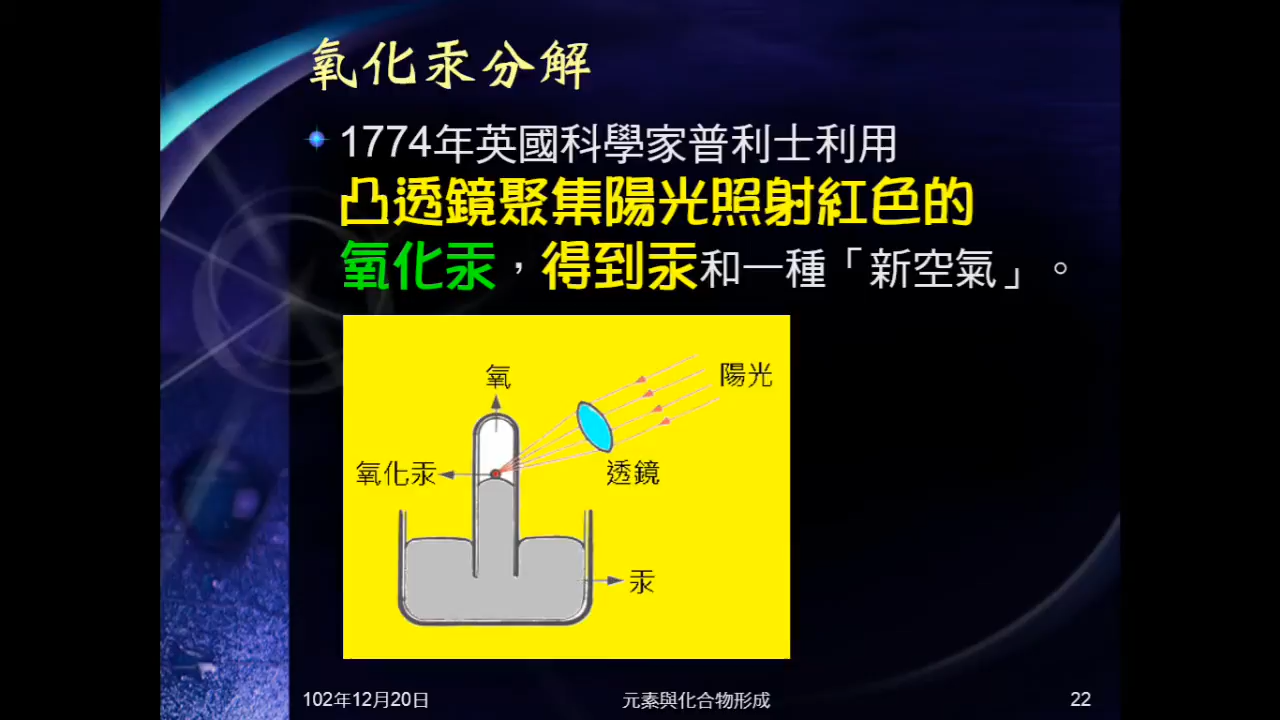 氧化汞分解
1774年英國科學家普利士利用
凸透鏡聚集陽光照射紅色的
氧化汞，得到汞和一種「新空氣」。
氧
陽光
氧化汞
透鏡
汞
102年12月20日
元素與化合物形成
22